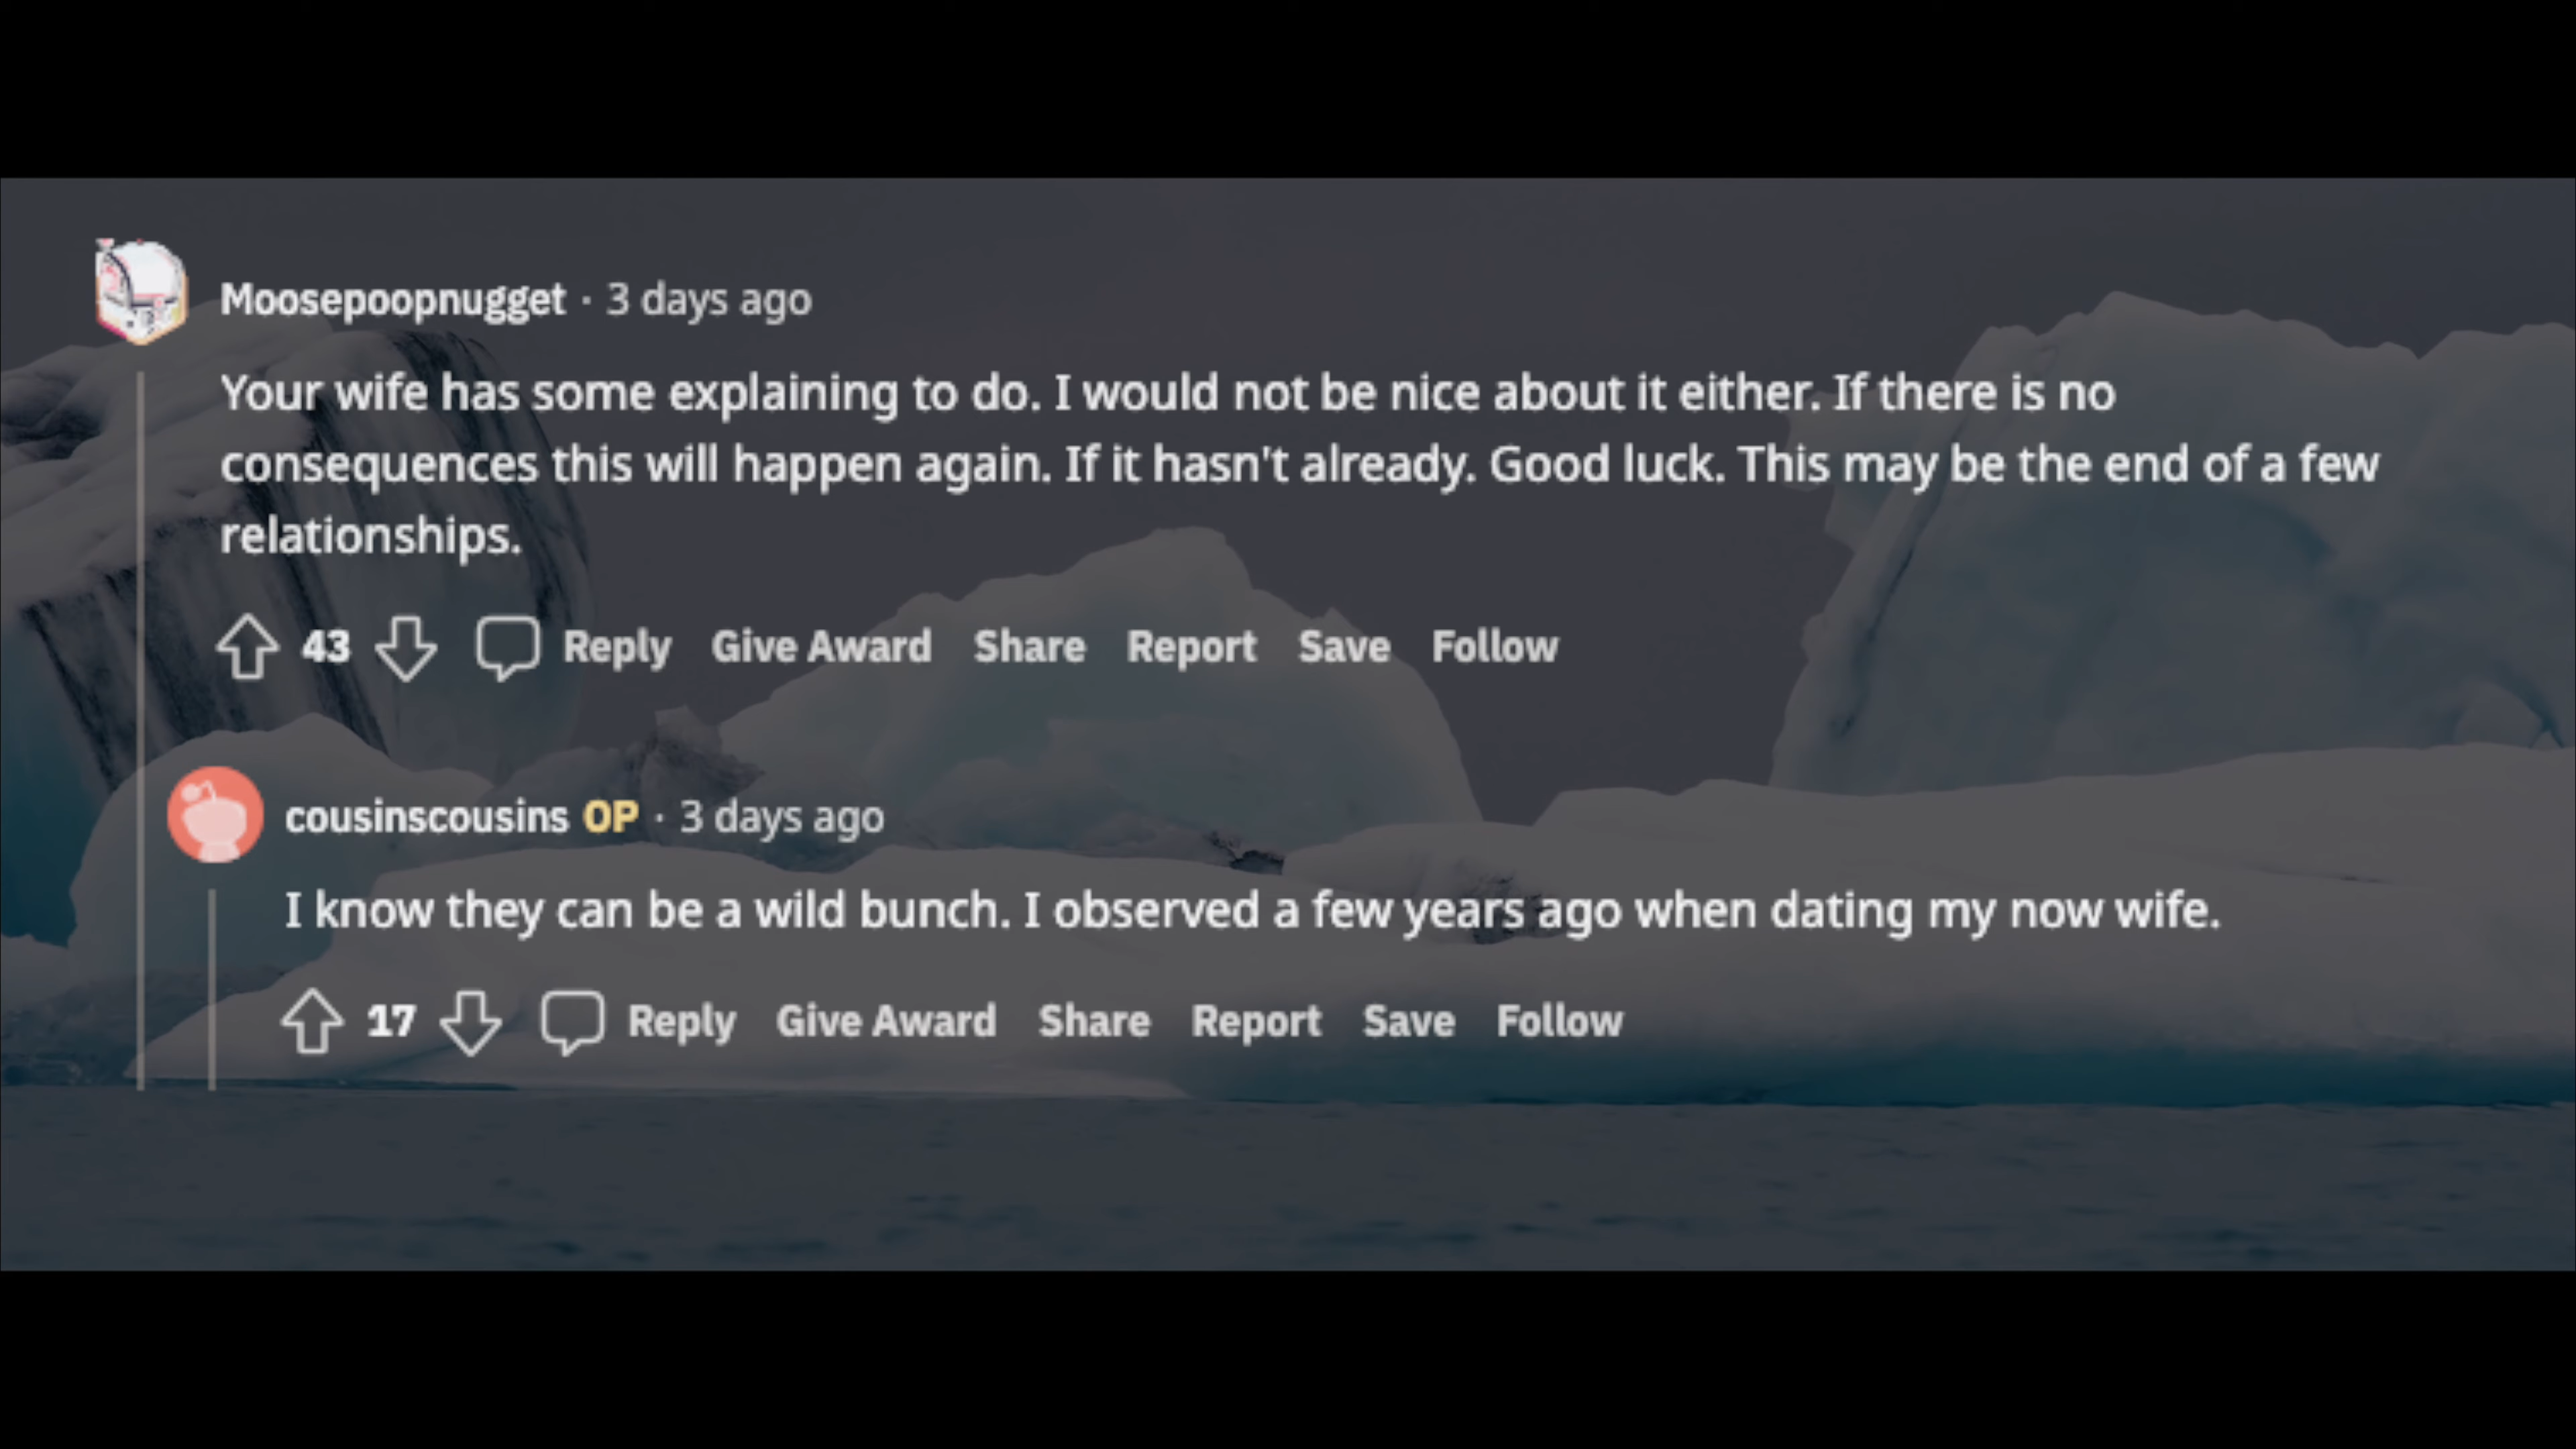 Moosepoopnugget · 3 days ago
Your wife has some explaining to do. I would not be nice about it either. If there is no
consequences this will happen again. If it hasn't already. Good luck. This may be the end of a few
relationships.
43 Reply Give Award Share Report Save Follow
cousinscousins OP · 3 days ago
I know they can be a wild bunch. I observed a few years ago when dating my now wife.
17 Reply Give Award Share Report Save Follow